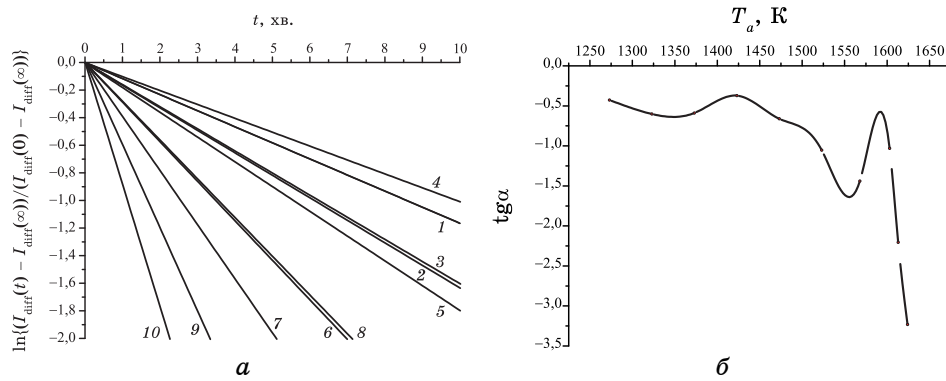 t, хв.
0 1 2 3 4 5 6 7 8 9 10
0,0
-0,2
-0,4
-0,6
-0,8
-1,0
-1,2
-1,4
-1,6
-1,8
-2,0
ln{(I_diff(t) − I_diff(∞))/(I_diff(0) − I_diff(∞))}
4
1
3
2
5
10 9 7 6 8
а
T_a, К
1250 1300 1350 1400 1450 1500 1550 1600 1650
0,0
-0,5
-1,0
-1,5
-2,0
-2,5
-3,0
-3,5
tgα
б